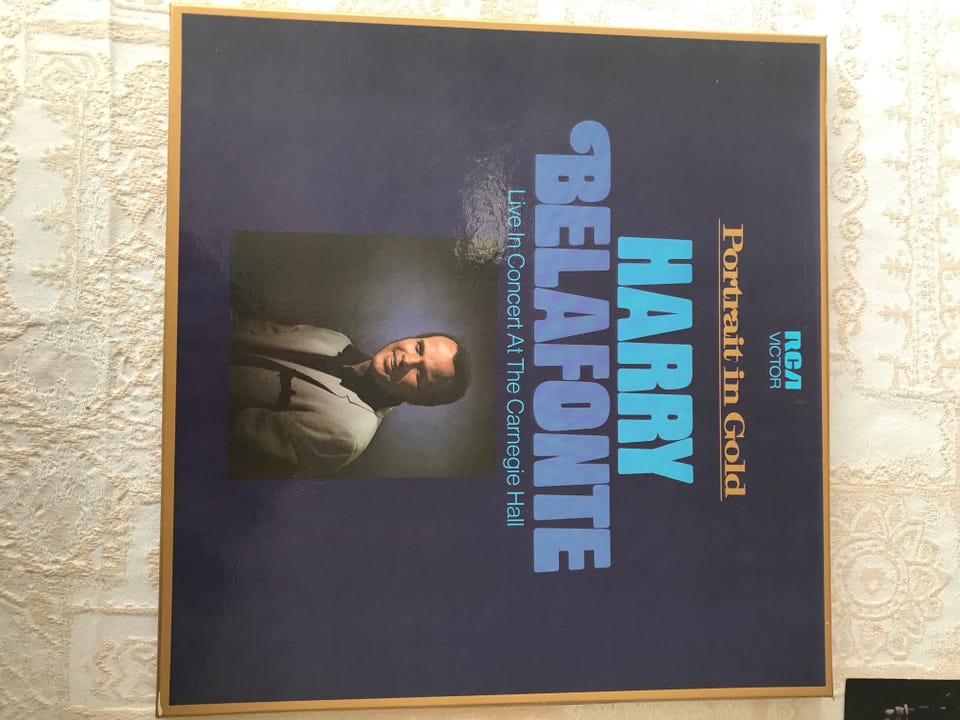 RCA
VICTOR
Portrait in Gold
HARRY
BELAFONTE
Live In Concert At The Carnegie Hall